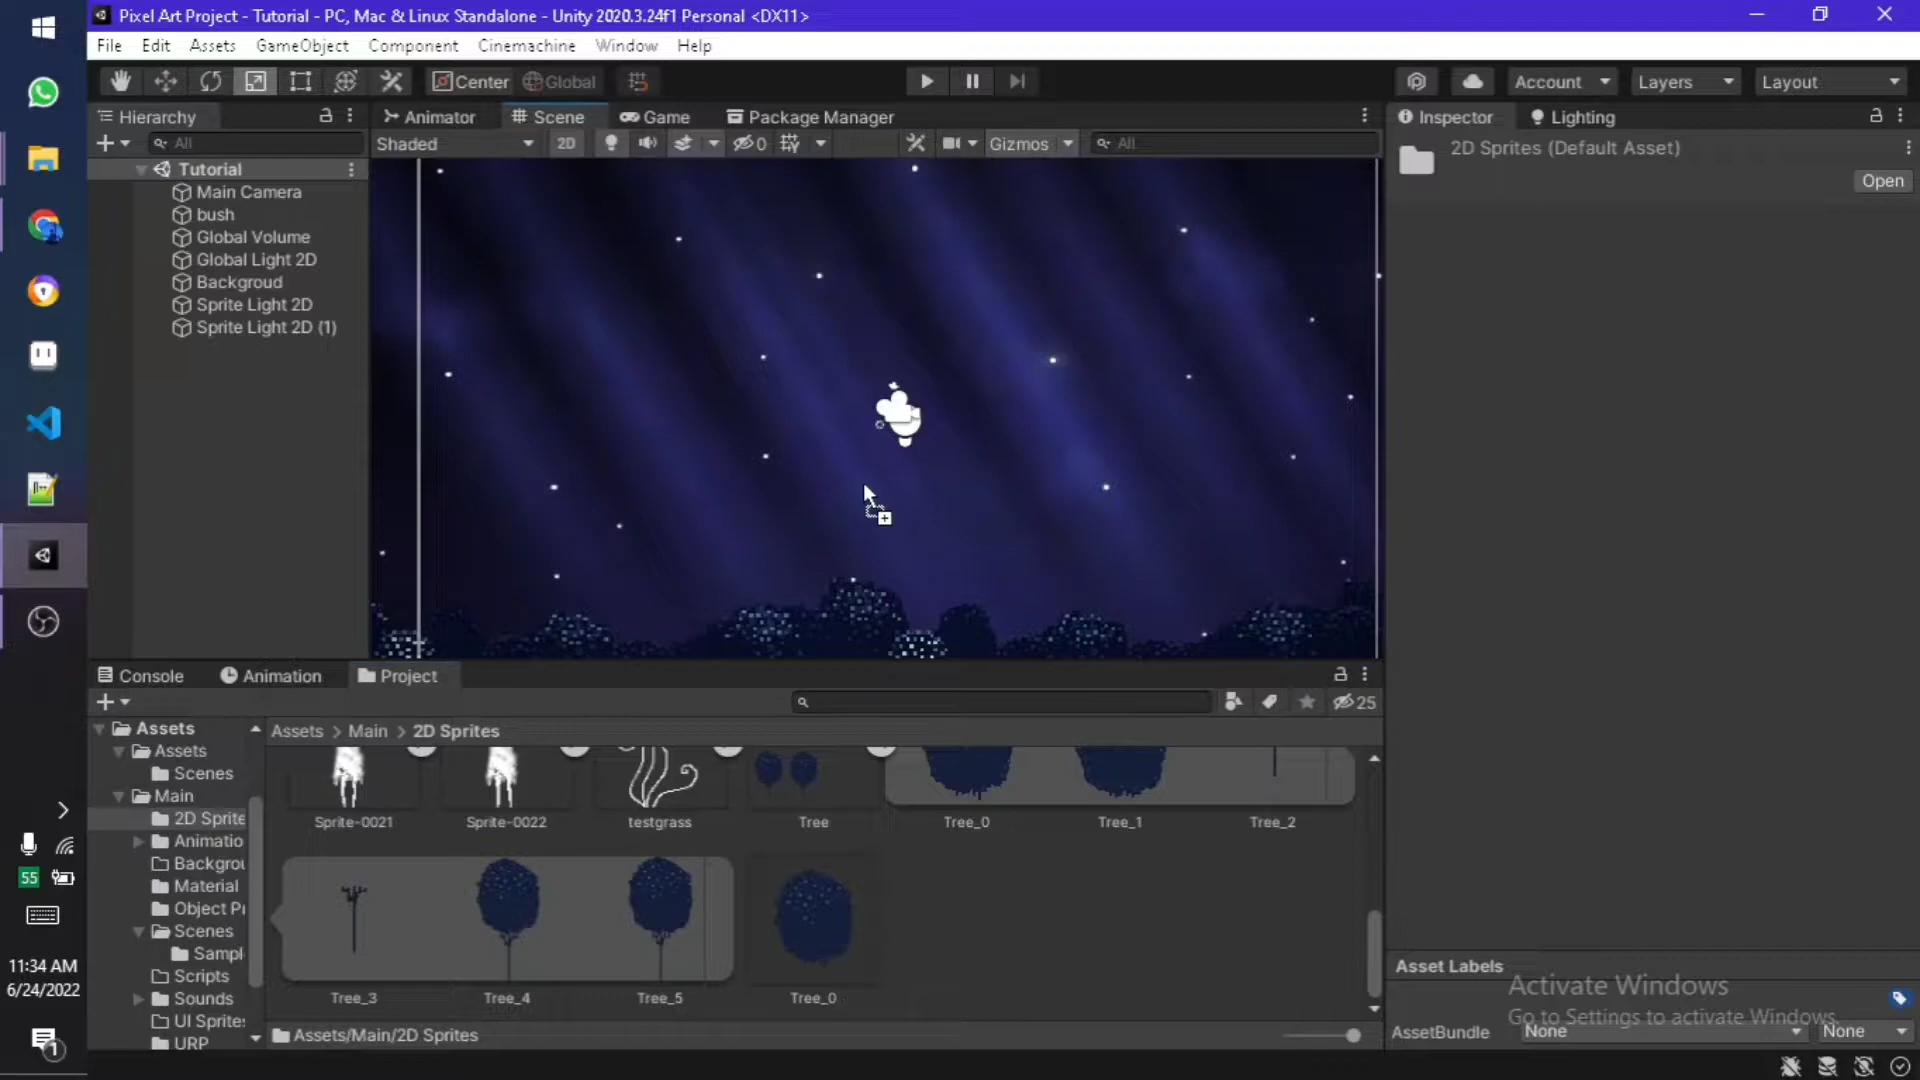 Pixel Art Project - Tutorial - PC, Mac & Linux Standalone - Unity 2020.3.24f1 Personal <DX11>
File Edit Assets GameObject Component Cinemachine Window Help
Center Global Account Layers Layout
Hierarchy Animator Scene Game Package Manager Inspector Lighting
All Shaded 2D 0 Gizmos All
2D Sprites (Default Asset)
Open
Tutorial
Main Camera
bush
Global Volume
Global Light 2D
Backgroud
Sprite Light 2D
Sprite Light 2D (1)
Console Animation Project
25
Assets
Assets
Scenes
Main
2D Sprite
Animatio
Backgrou
Material
Object Pr
Scenes
Sampl
Scripts
Sounds
UI Sprites
URP
Assets > Main > 2D Sprites
Sprite-0021 Sprite-0022 testgrass Tree Tree_0 Tree_1 Tree_2
Tree_3 Tree_4 Tree_5 Tree_0
Assets/Main/2D Sprites
Asset Labels
Activate Windows
Go to Settings to activate Windows.
AssetBundle None None
55
11:34 AM
6/24/2022
1